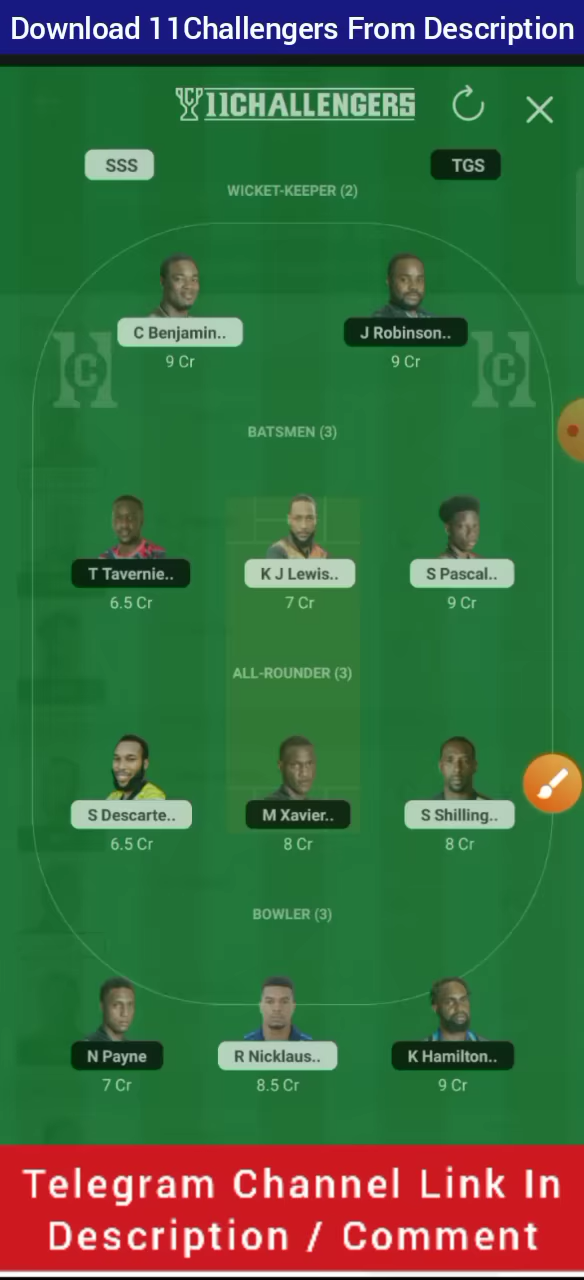 Download 11Challengers From Description
11CHALLENGERS
SSS TGS
WICKET-KEEPER (2)
C Benjamin.. J Robinson..
9 Cr 9 Cr
BATSMEN (3)
T Tavernie.. K J Lewis.. S Pascal..
6.5 Cr 7 Cr 9 Cr
ALL-ROUNDER (3)
S Descarte.. M Xavier.. S Shilling..
6.5 Cr 8 Cr 8 Cr
BOWLER (3)
N Payne R Nicklaus.. K Hamilton..
7 Cr 8.5 Cr 9 Cr
Telegram Channel Link In
Description / Comment